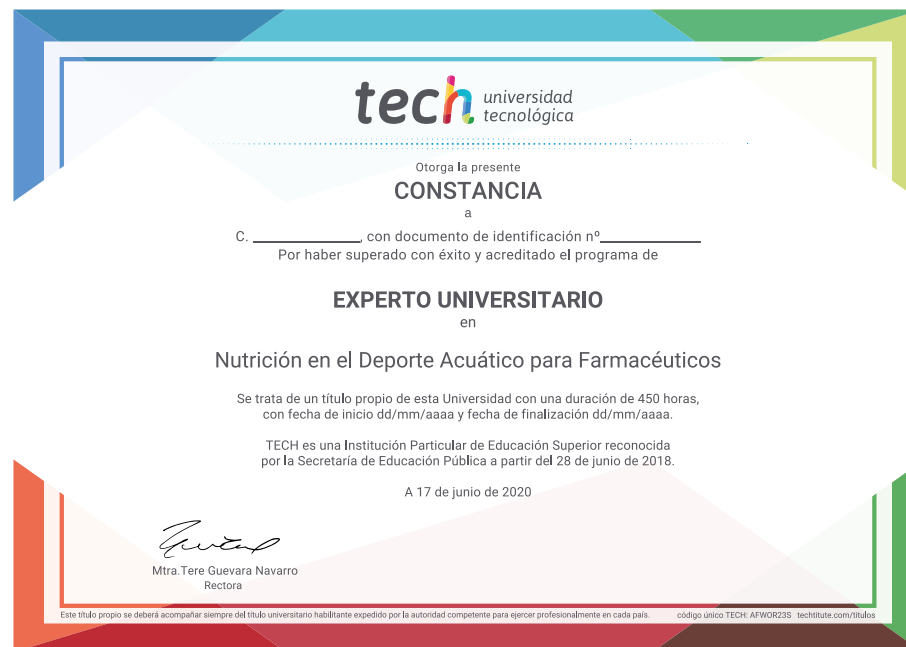 tech universidad
tecnológica
Otorga la presente
CONSTANCIA
a
C. ______________, con documento de identificación nº_____________
Por haber superado con éxito y acreditado el programa de
EXPERTO UNIVERSITARIO
en
Nutrición en el Deporte Acuático para Farmacéuticos
Se trata de un título propio de esta Universidad con una duración de 450 horas,
con fecha de inicio dd/mm/aaaa y fecha de finalización dd/mm/aaaa.
TECH es una Institución Particular de Educación Superior reconocida
por la Secretaría de Educación Pública a partir del 28 de junio de 2018.
A 17 de junio de 2020
Mtra.Tere Guevara Navarro
Rectora
Este título propio se deberá acompañar siempre del título universitario habilitante expedido por la autoridad competente para ejercer profesionalmente en cada país. código único TECH: AFWOR23S techtitute.com/titulos